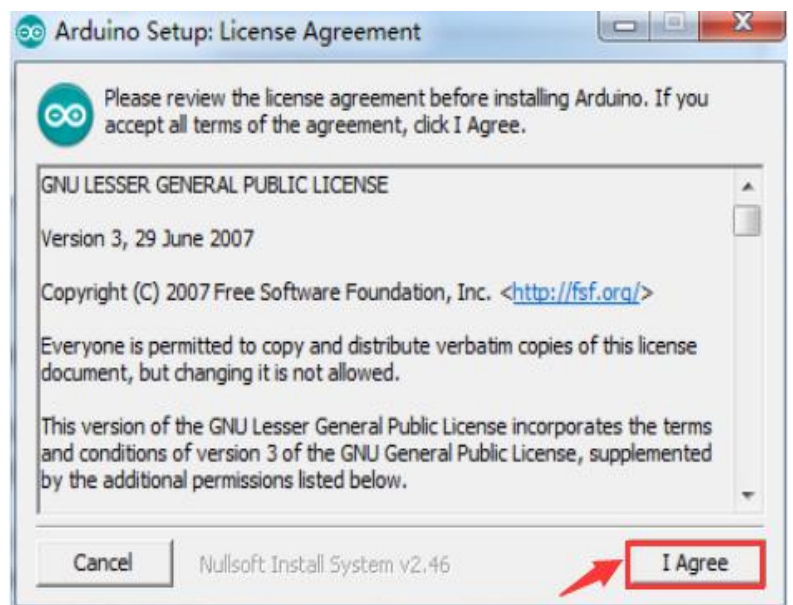 Arduino Setup: License Agreement
Please review the license agreement before installing Arduino. If you
accept all terms of the agreement, click I Agree.
GNU LESSER GENERAL PUBLIC LICENSE
Version 3, 29 June 2007
Copyright (C) 2007 Free Software Foundation, Inc. <http://fsf.org/>
Everyone is permitted to copy and distribute verbatim copies of this license
document, but changing it is not allowed.
This version of the GNU Lesser General Public License incorporates the terms
and conditions of version 3 of the GNU General Public License, supplemented
by the additional permissions listed below.
Cancel
Nullsoft Install System v2.46
I Agree